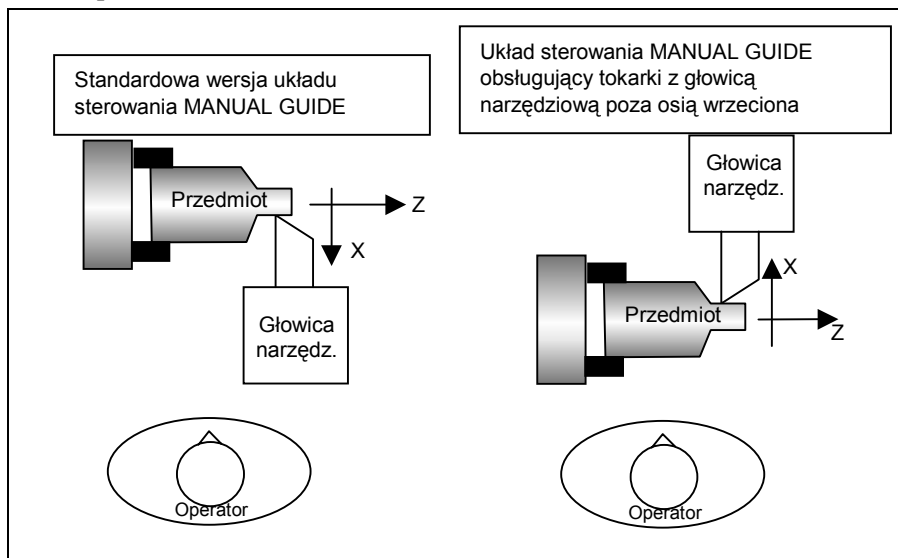 Standardowa wersja układu
sterowania MANUAL GUIDE
Przedmiot
Z
X
Głowica
narzędz.
Operator
Układ sterowania MANUAL GUIDE
obsługujący tokarki z głowicą
narzędziową poza osią wrzeciona
Głowica
narzędz.
X
Przedmiot
Z
Operator